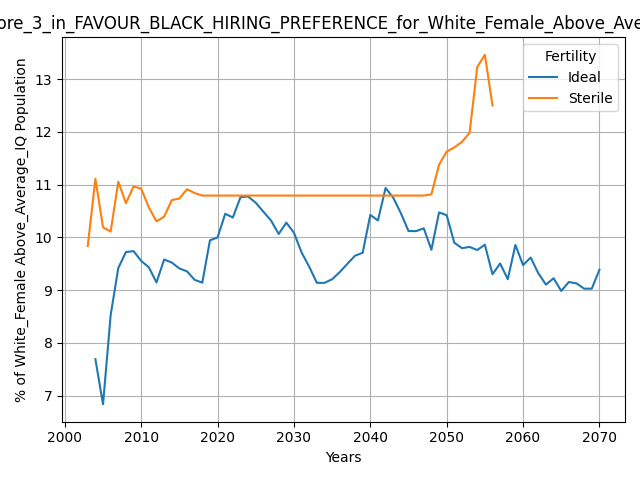 ore_3_in_FAVOUR_BLACK_HIRING_PREFERENCE_for_White_Female_Above_Ave
Fertility
Ideal
Sterile
% of White_Female Above_Average_IQ Population
13
12
11
10
9
8
7
2000 2010 2020 2030 2040 2050 2060 2070
Years